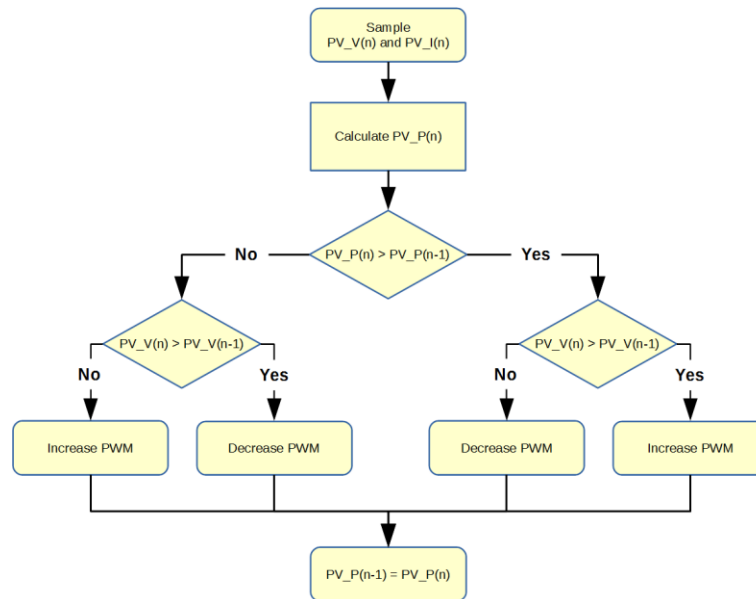 Sample
PV_V(n) and PV_I(n)
Calculate PV_P(n)
PV_P(n) > PV_P(n-1)
No
Yes
PV_V(n) > PV_V(n-1)
PV_V(n) > PV_V(n-1)
No
Yes
No
Yes
Increase PWM
Decrease PWM
Decrease PWM
Increase PWM
PV_P(n-1) = PV_P(n)